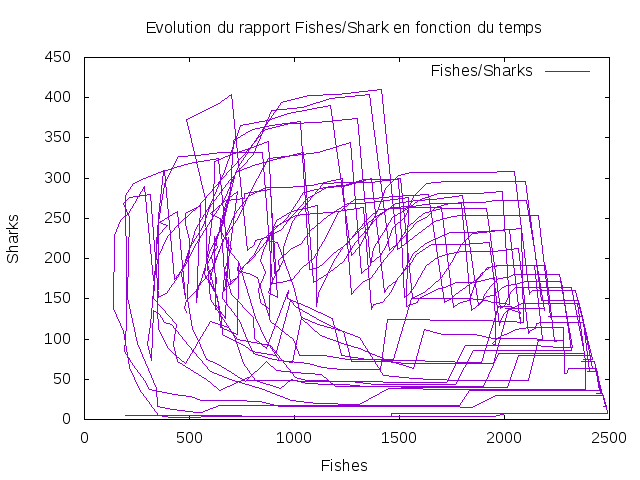 Evolution du rapport Fishes/Shark en fonction du temps
450
400
350
300
250
200
150
100
50
0
Fishes/Sharks
Sharks
0 500 1000 1500 2000 2500
Fishes